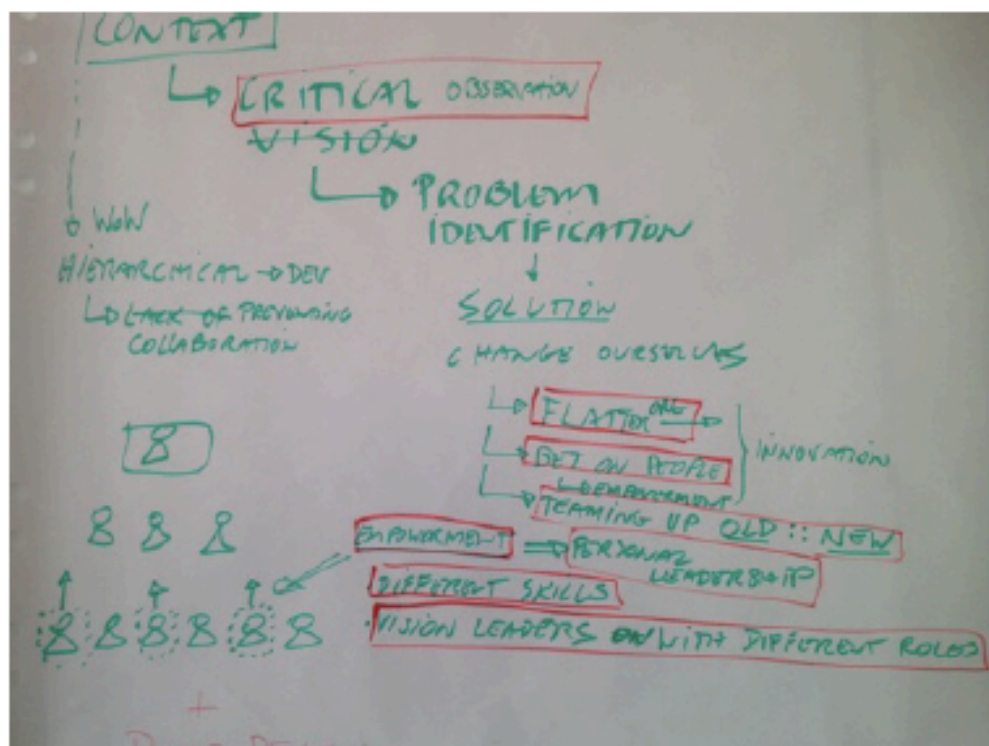 CONTEXT
CRITICAL OBSERVATION
VISION
PROBLEM
IDENTIFICATION
WOW
HIERARCHICAL → DEV
LACK OF PREVENDING
COLLABORATION
SOLUTION
CHANGE OURSELVES
FLATTER ORG
BET ON PEOPLE
EMPOWERMENT
TEAMING UP OLD :: NEW
INNOVATION
EMPOWERMENT ⇒ PERSONAL
LEADERSHIP
DIFFERENT SKILLS
VISION LEADERS ON WITH DIFFERENT ROLES
+